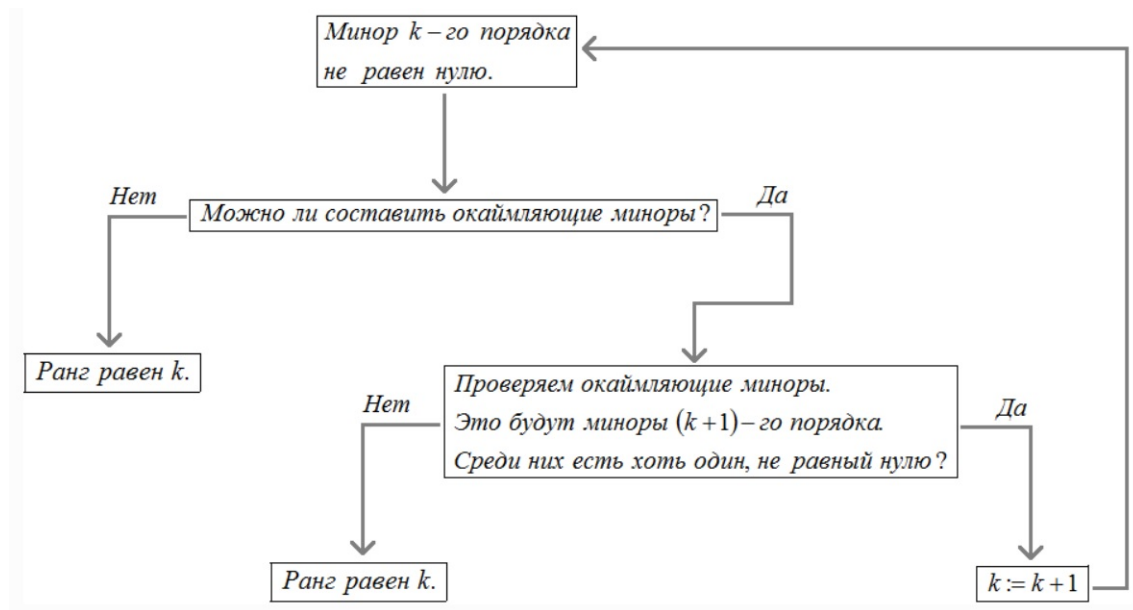 Минор k – го порядка
не равен нулю.
Нет
Да
Можно ли составить окаймляющие миноры?
Ранг равен k.
Проверяем окаймляющие миноры.
Это будут миноры (k +1)– го порядка.
Среди них есть хоть один, не равный нулю?
Нет
Да
Ранг равен k.
k := k + 1